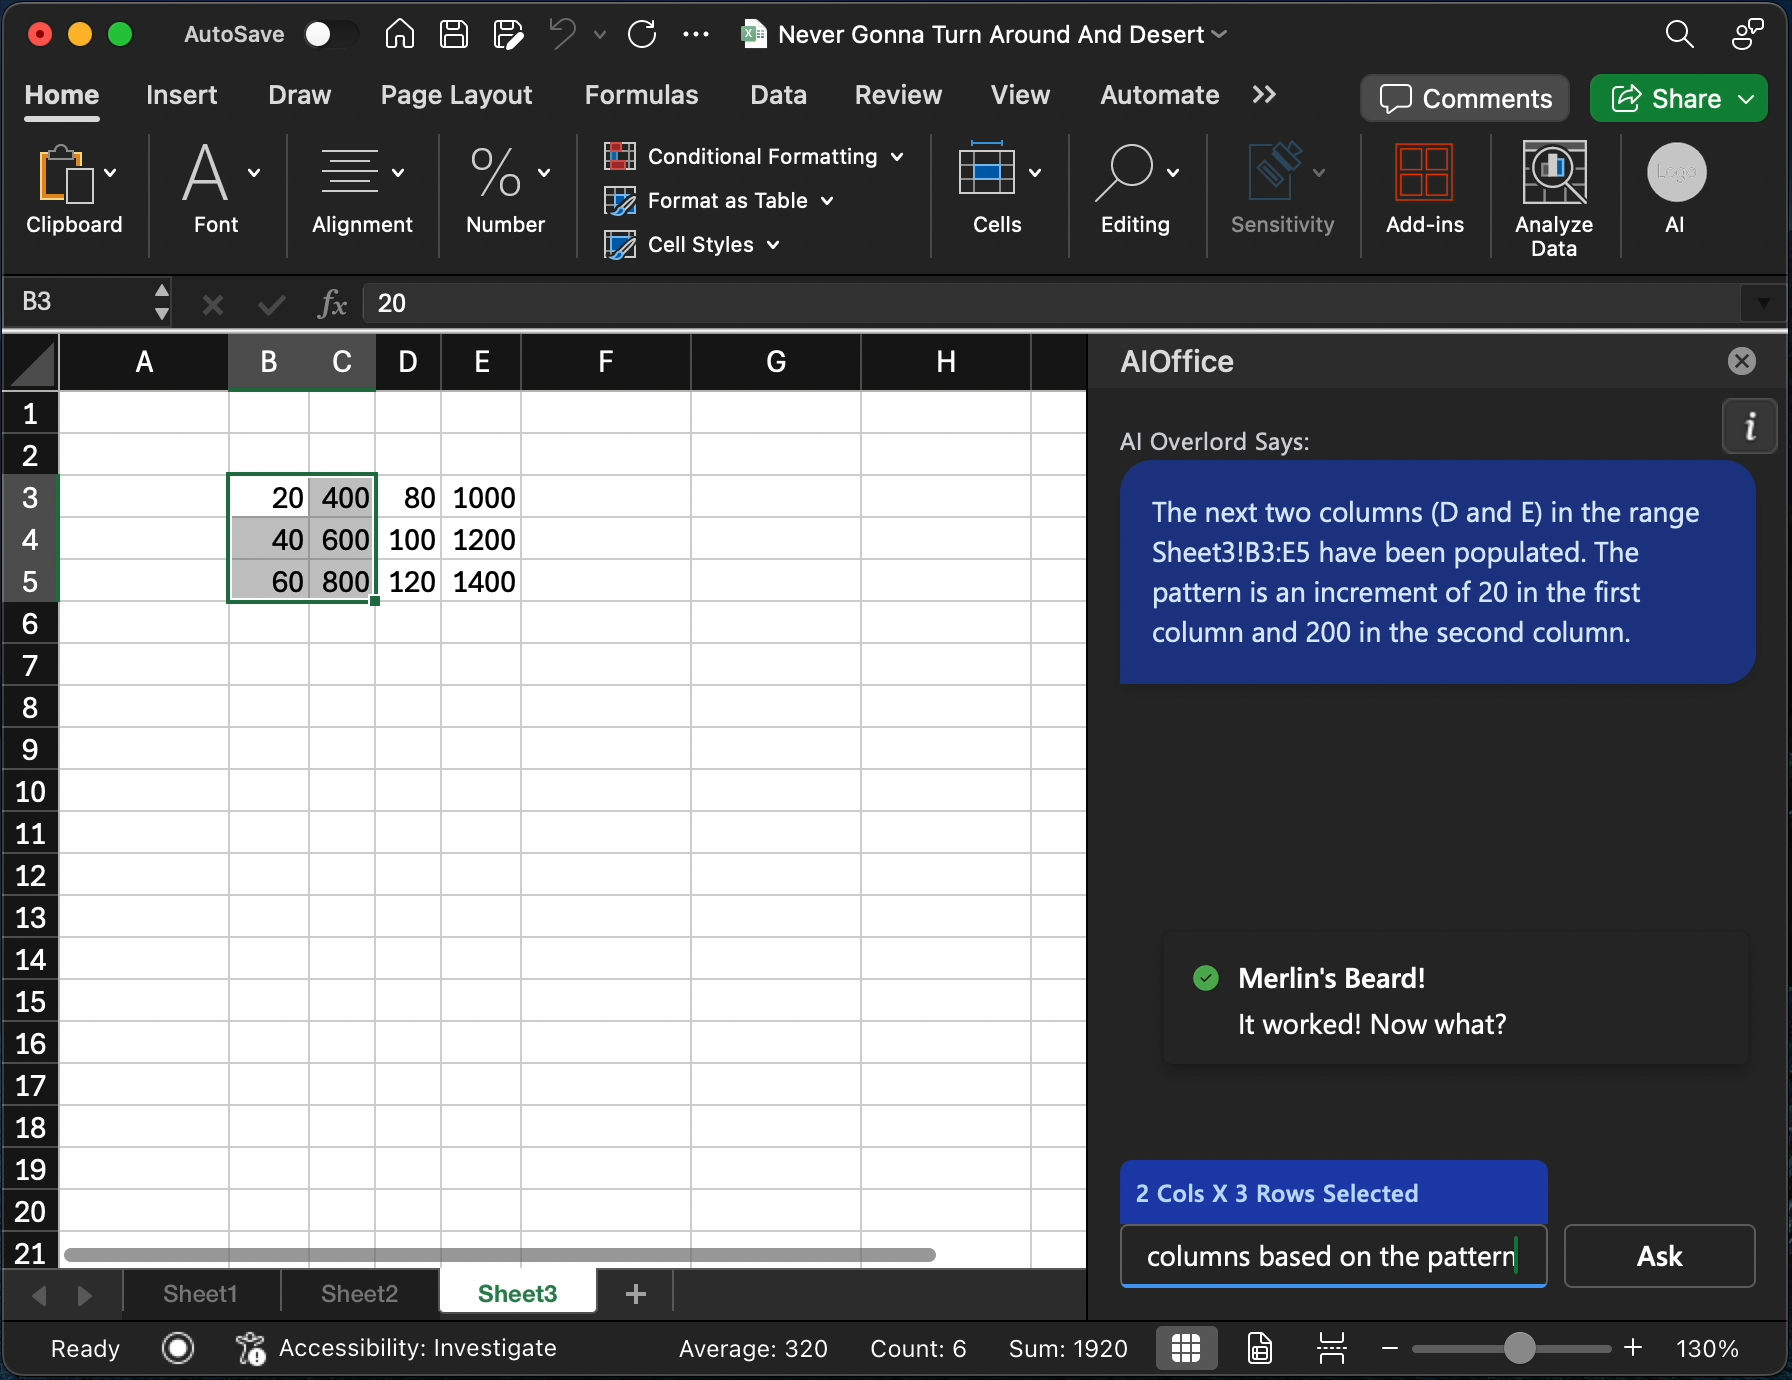 AutoSave
Never Gonna Turn Around And Desert
Home Insert Draw Page Layout Formulas Data Review View Automate
Comments Share
Clipboard
Font
Alignment
%
Number
Conditional Formatting
Format as Table
Cell Styles
Cells
Editing
Sensitivity
Add-ins
Analyze
Data
Logo
AI
B3 fx 20
A B C D E F G H
1
2
3 20 400 80 1000
4 40 600 100 1200
5 60 800 120 1400
6
7
8
9
10
11
12
13
14
15
16
17
18
19
20
21
AIOffice
i
AI Overlord Says:
The next two columns (D and E) in the range
Sheet3!B3:E5 have been populated. The
pattern is an increment of 20 in the first
column and 200 in the second column.
Merlin's Beard!
It worked! Now what?
2 Cols X 3 Rows Selected
columns based on the pattern
Ask
Sheet1 Sheet2 Sheet3 +
Ready Accessibility: Investigate Average: 320 Count: 6 Sum: 1920 130%